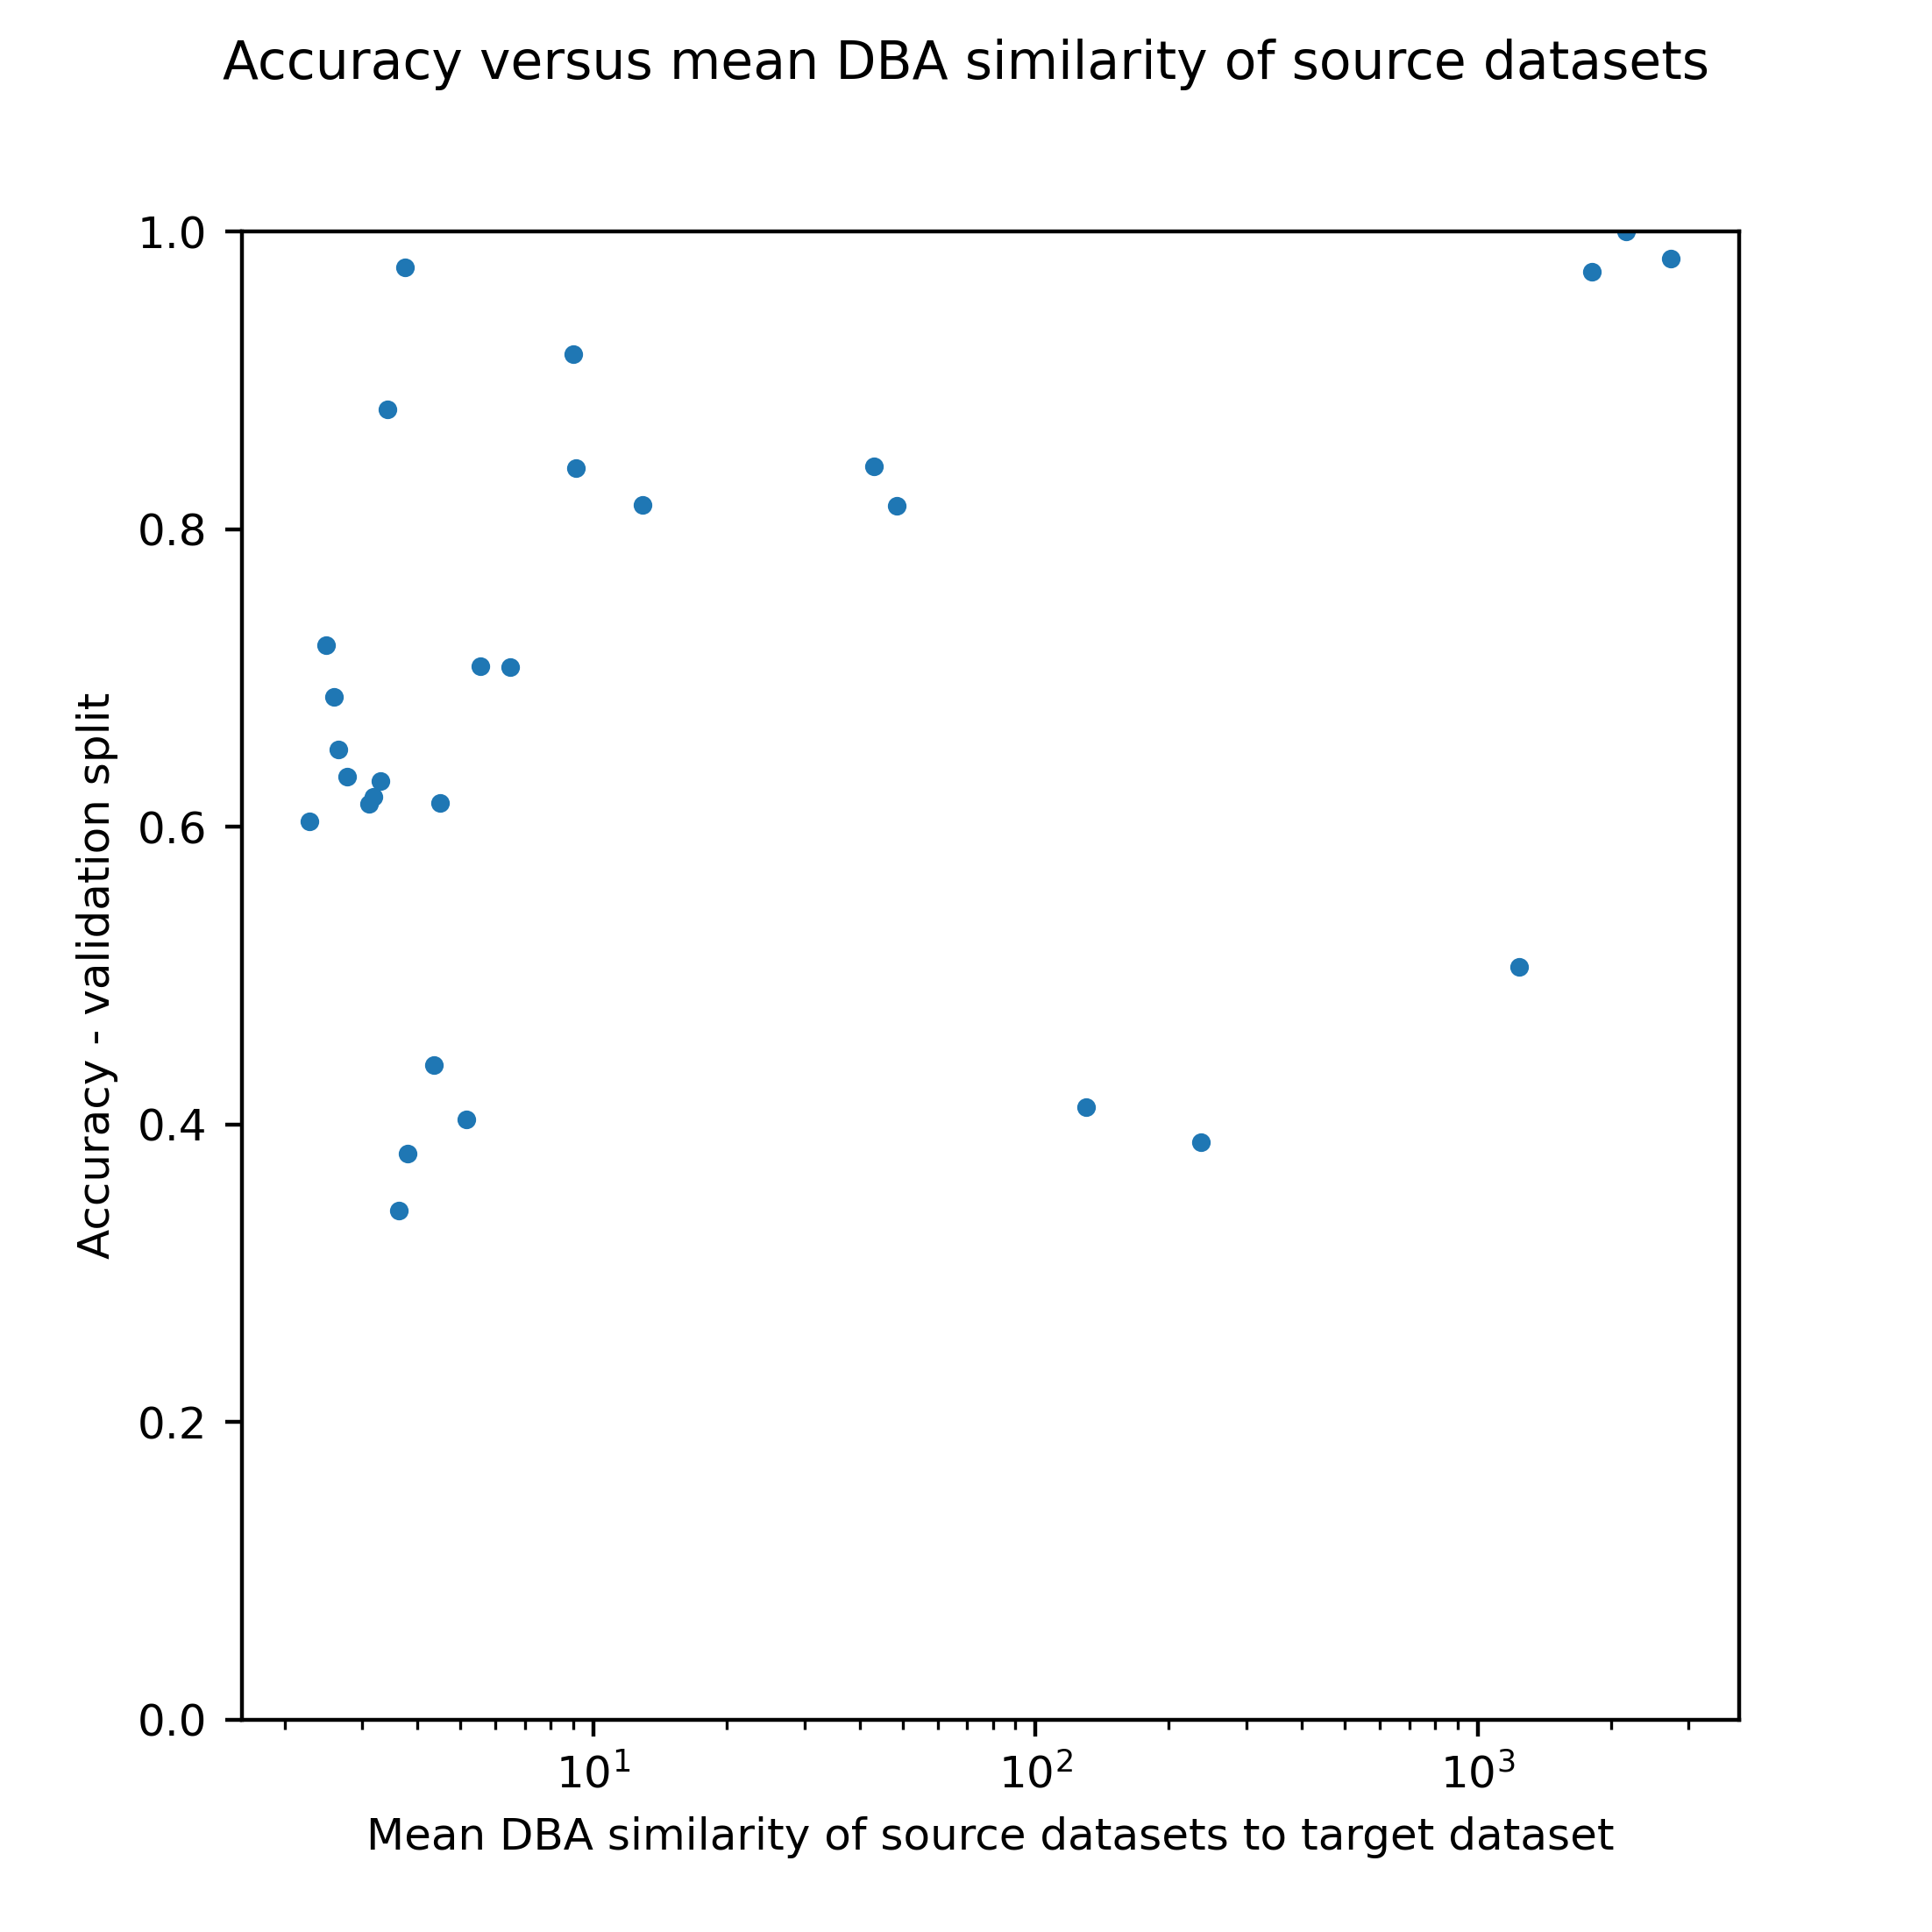 Accuracy versus mean DBA similarity of source datasets
1.0
0.8
0.6
0.4
0.2
0.0
Accuracy - validation split
10¹ 10² 10³
Mean DBA similarity of source datasets to target dataset